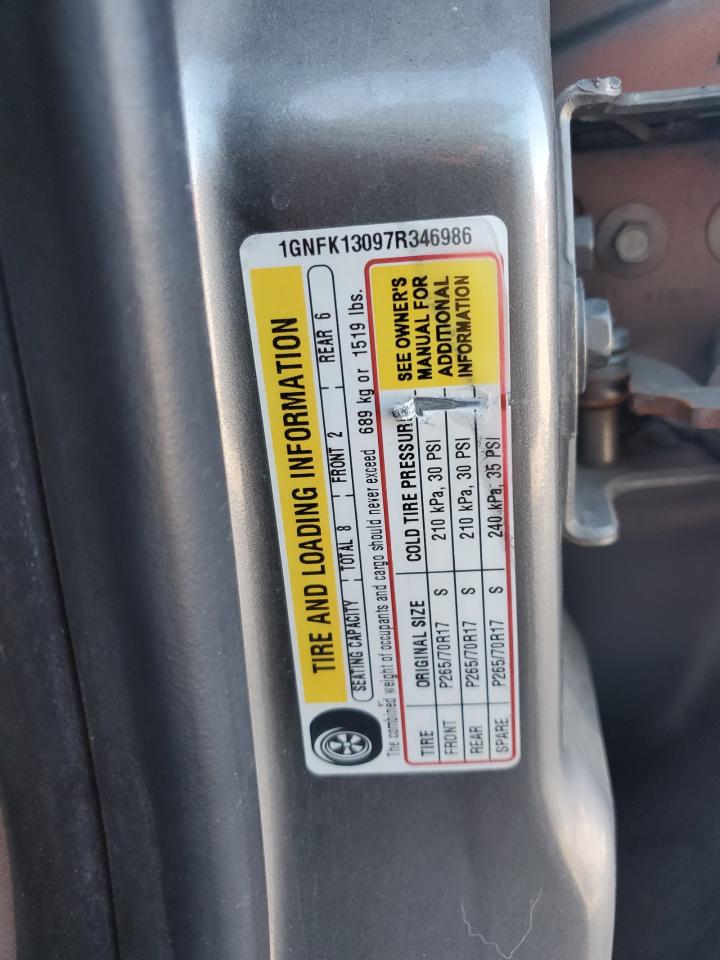 1GNFK13097R346986
TIRE AND LOADING INFORMATION
SEATING CAPACITY TOTAL 8 FRONT 2 REAR 6
The combined weight of occupants and cargo should never exceed 689 kg or 1519 lbs.
TIRE ORIGINAL SIZE COLD TIRE PRESSURE
FRONT P265/70R17 S 210 kPa, 30 PSI
REAR P265/70R17 S 210 kPa, 30 PSI
SPARE P265/70R17 S 240 kPa, 35 PSI
SEE OWNER'S
MANUAL FOR
ADDITIONAL
INFORMATION